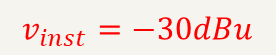 v_inst = −30dBu